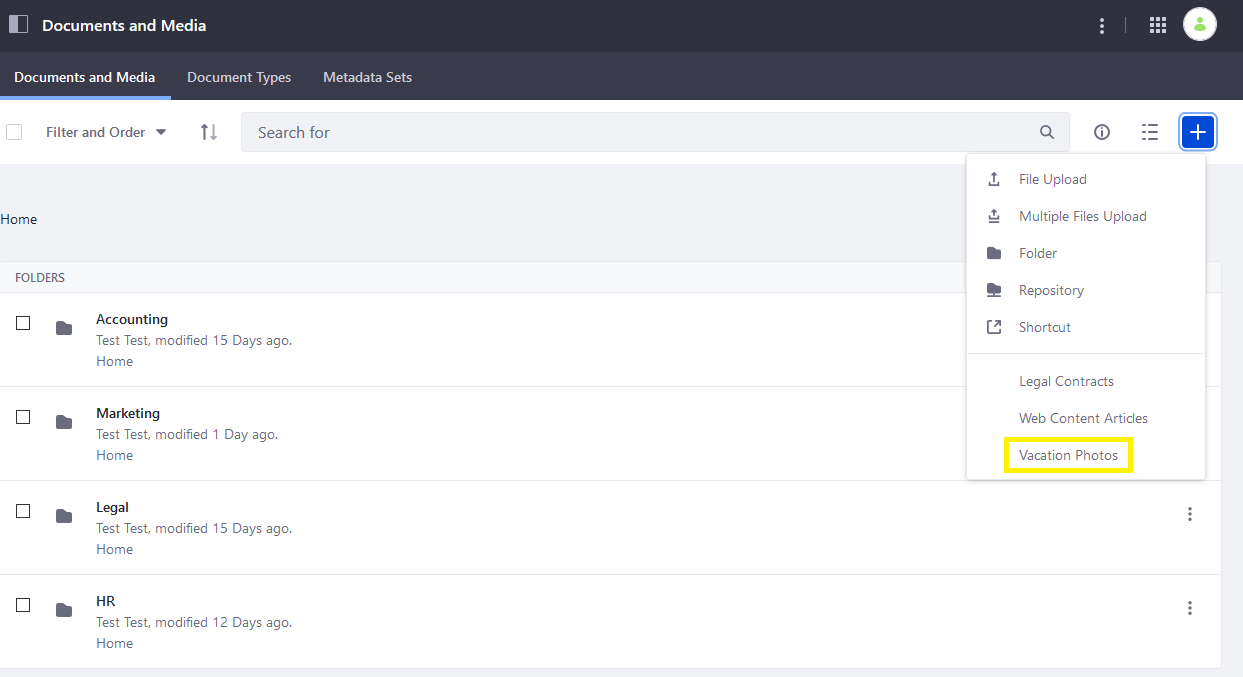 Documents and Media
Documents and Media
Document Types
Metadata Sets
Filter and Order
Search for
File Upload
Multiple Files Upload
Folder
Repository
Shortcut
Legal Contracts
Web Content Articles
Vacation Photos
Home
FOLDERS
Accounting
Test Test, modified 15 Days ago.
Home
Marketing
Test Test, modified 1 Day ago.
Home
Legal
Test Test, modified 15 Days ago.
Home
HR
Test Test, modified 12 Days ago.
Home